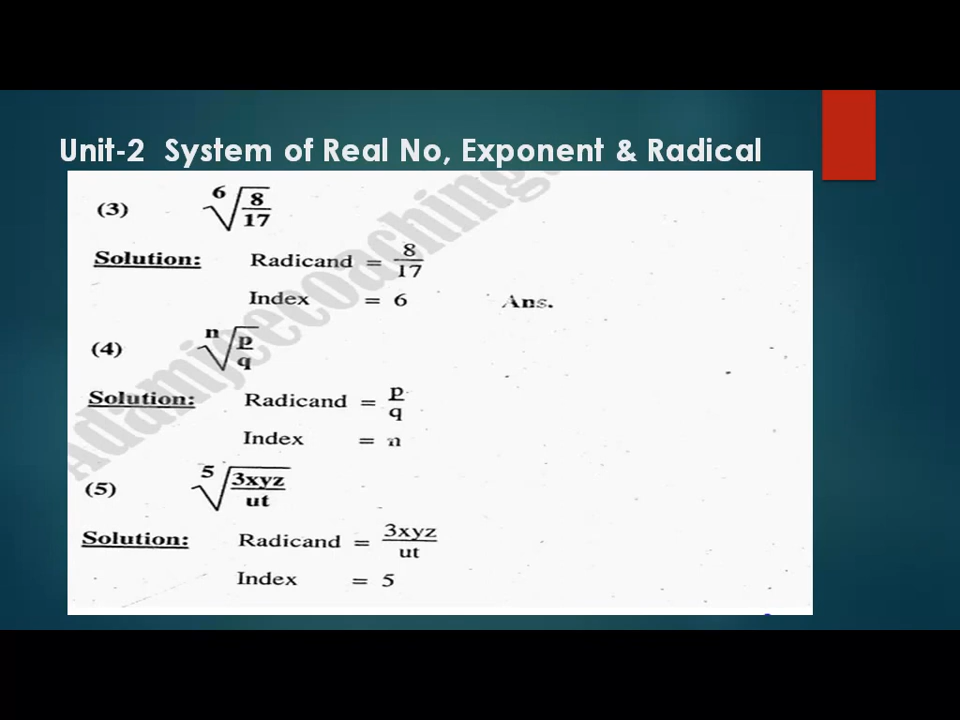 Unit-2 System of Real No, Exponent & Radical
(3) ⁶√(8/17)
Solution: Radicand = 8/17
Index = 6 Ans.
(4) ⁿ√(p/q)
Solution: Radicand = p/q
Index = n
(5) ⁵√(3xyz/ut)
Solution: Radicand = 3xyz/ut
Index = 5
Adamjeecoaching